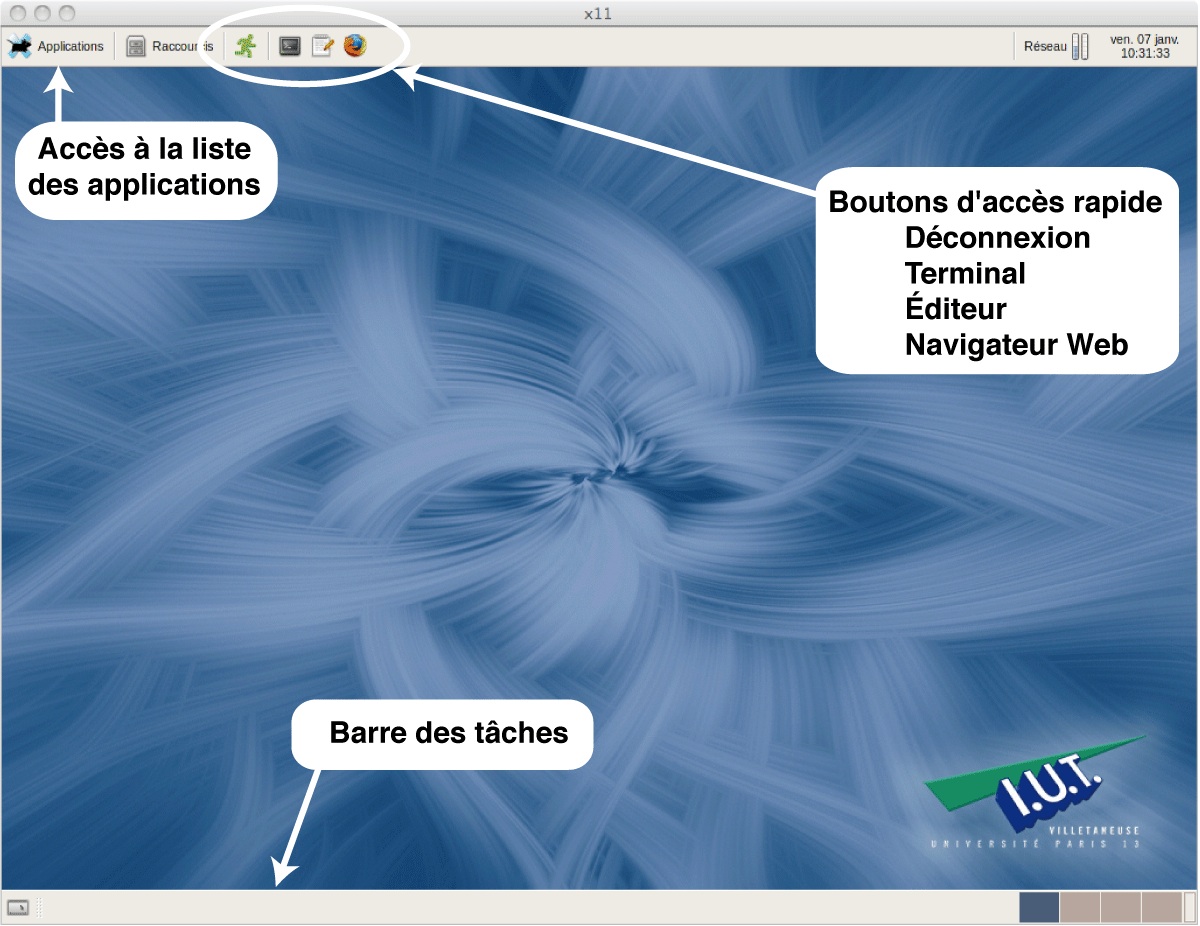 x11
Applications
Raccourcis
Réseau
ven. 07 janv.
10:31:33
Accès à la liste
des applications
Boutons d'accès rapide
Déconnexion
Terminal
Éditeur
Navigateur Web
Barre des tâches
I.U.T.
VILLETANEUSE
UNIVERSITÉ PARIS 13